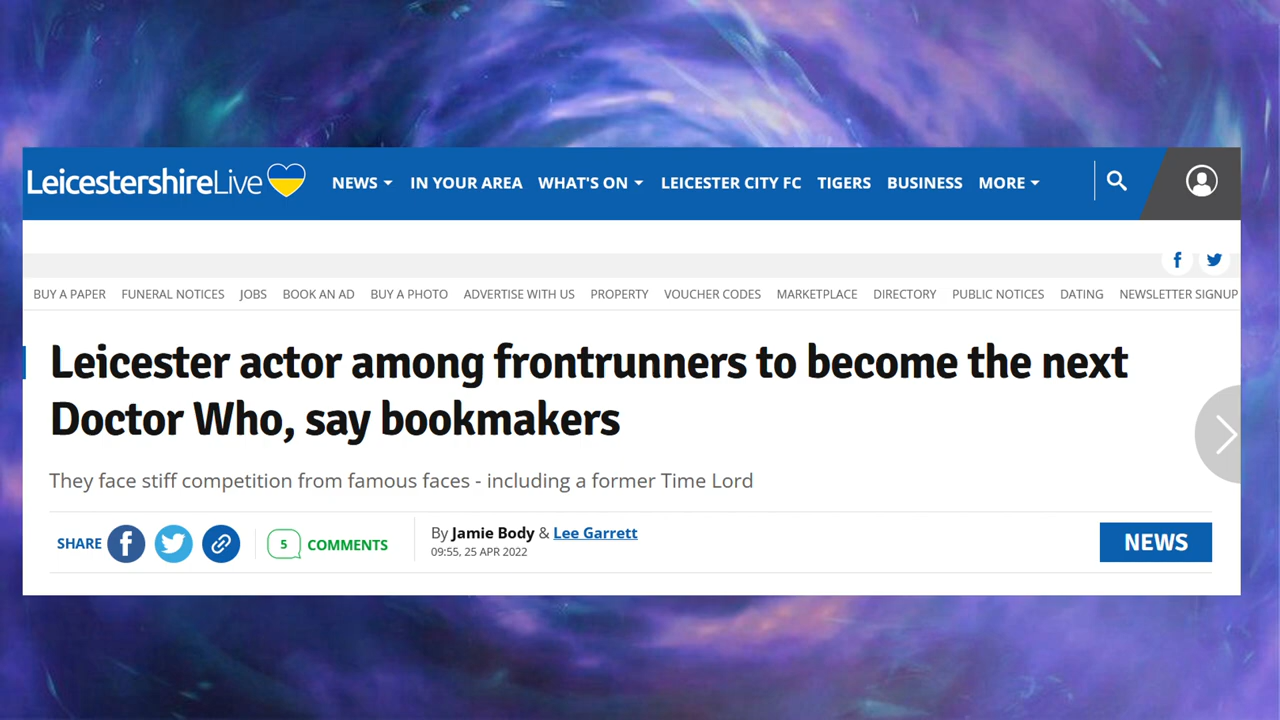 LeicestershireLive NEWS IN YOUR AREA WHAT'S ON LEICESTER CITY FC TIGERS BUSINESS MORE
f
BUY A PAPER FUNERAL NOTICES JOBS BOOK AN AD BUY A PHOTO ADVERTISE WITH US PROPERTY VOUCHER CODES MARKETPLACE DIRECTORY PUBLIC NOTICES DATING NEWSLETTER SIGNUP
Leicester actor among frontrunners to become the next
Doctor Who, say bookmakers
They face stiff competition from famous faces - including a former Time Lord
SHARE f 5 COMMENTS By Jamie Body & Lee Garrett
09:55, 25 APR 2022
NEWS